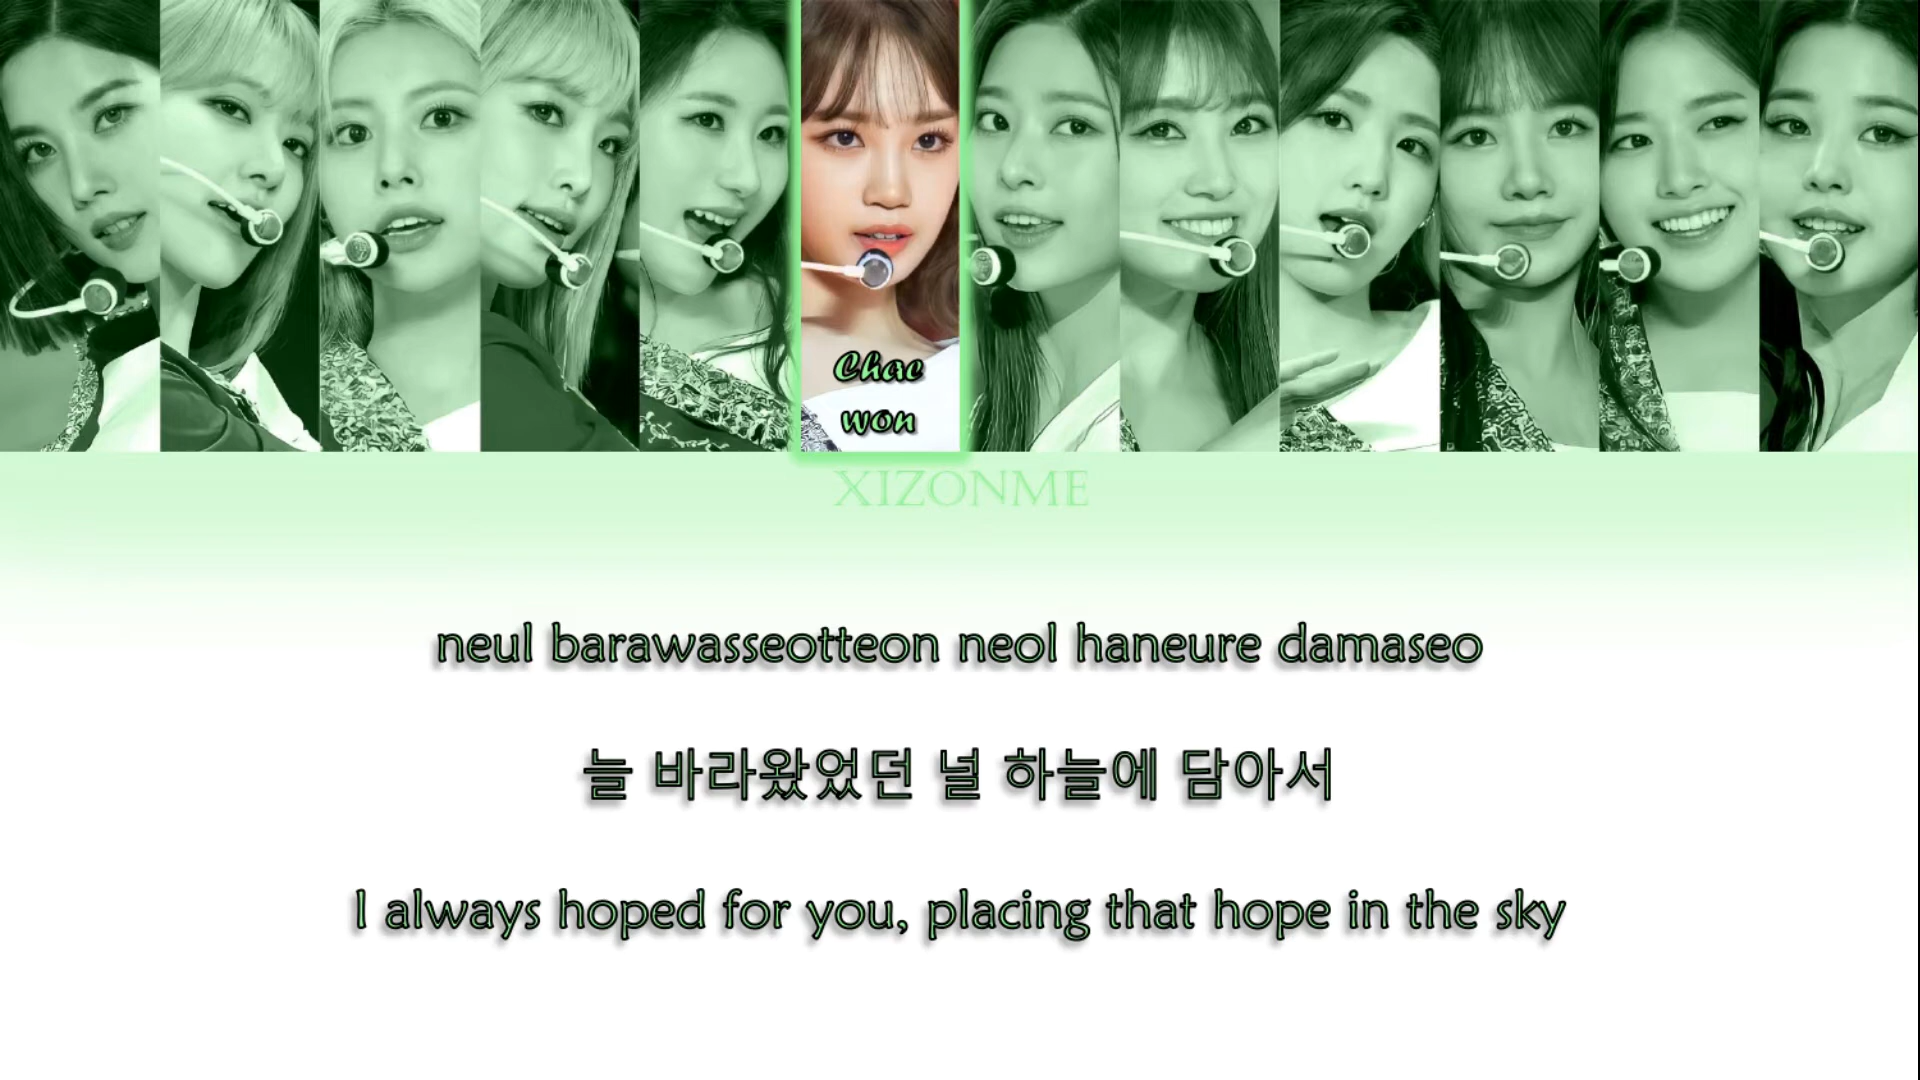 Chae
won
XIZONME
neul barawasseotteon neol haneure damaseo
늘 바라왔었던 널 하늘에 담아서
I always hoped for you, placing that hope in the sky